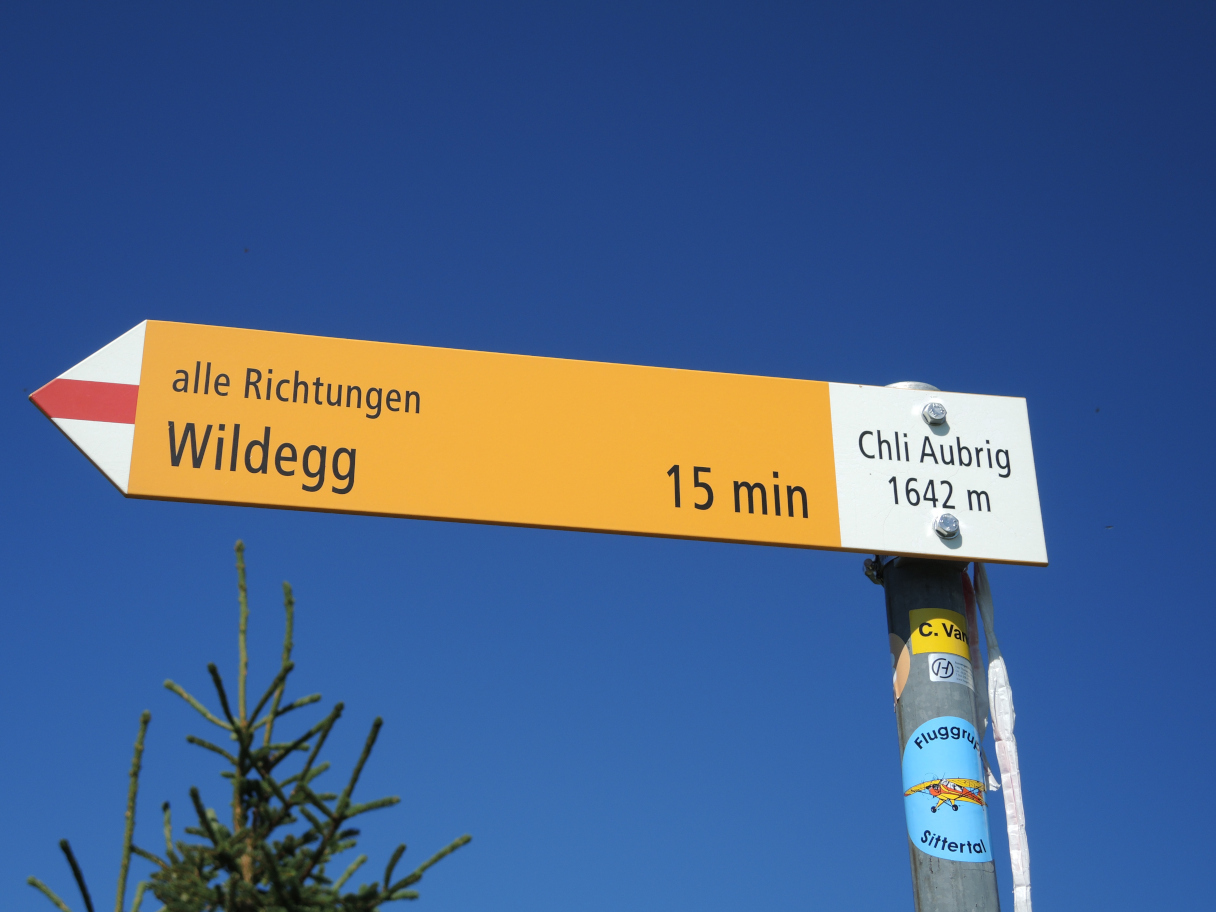 alle Richtungen
Wildegg
15 min
Chli Aubrig
1642 m
C.
Sittertal